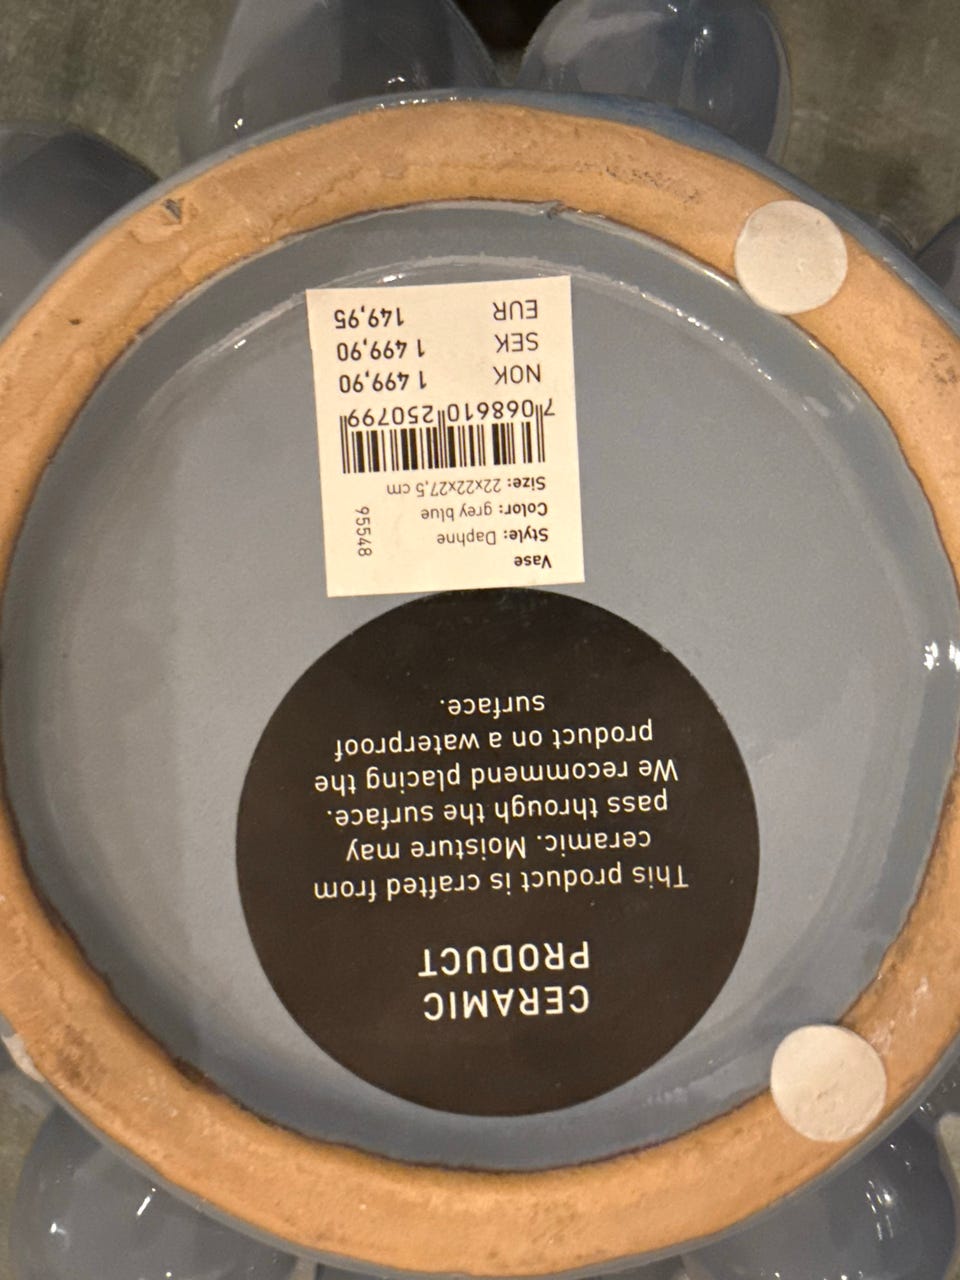 CERAMIC
PRODUCT
This product is crafted from
ceramic. Moisture may
pass through the surface.
We recommend placing the
product on a waterproof
surface.
Vase
Style: Daphne
Color: grey blue
95548
Size: 22x22x27,5 cm
7 068610 250799
NOK 1 499,90
SEK 1 499,90
EUR 149,95